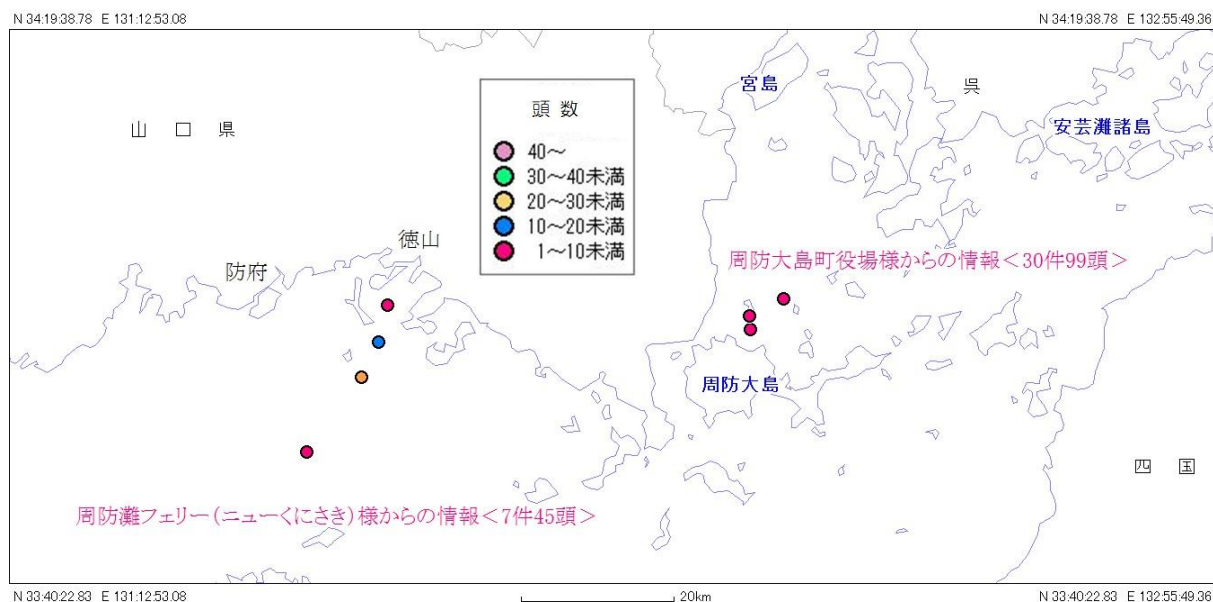 N 34:19:38.78 E 131:12:53.08
N 34:19:38.78 E 132:55:49.36
宮島
呉
頭 数
山 口 県
安芸灘諸島
40～
30～40未満
20～30未満
10～20未満
1～10未満
徳山
防府
周防大島町役場様からの情報＜30件99頭＞
周防大島
四 国
周防灘フェリー(ニューくにさき)様からの情報＜7件45頭＞
N 33:40:22.83 E 131:12:53.08
20km
N 33:40:22.83 E 132:55:49.36